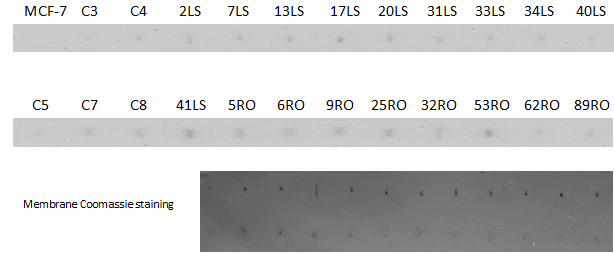 MCF-7 C3 C4 2LS 7LS 13LS 17LS 20LS 31LS 33LS 34LS 40LS
C5 C7 C8 41LS 5RO 6RO 9RO 25RO 32RO 53RO 62RO 89RO
Membrane Coomassie staining